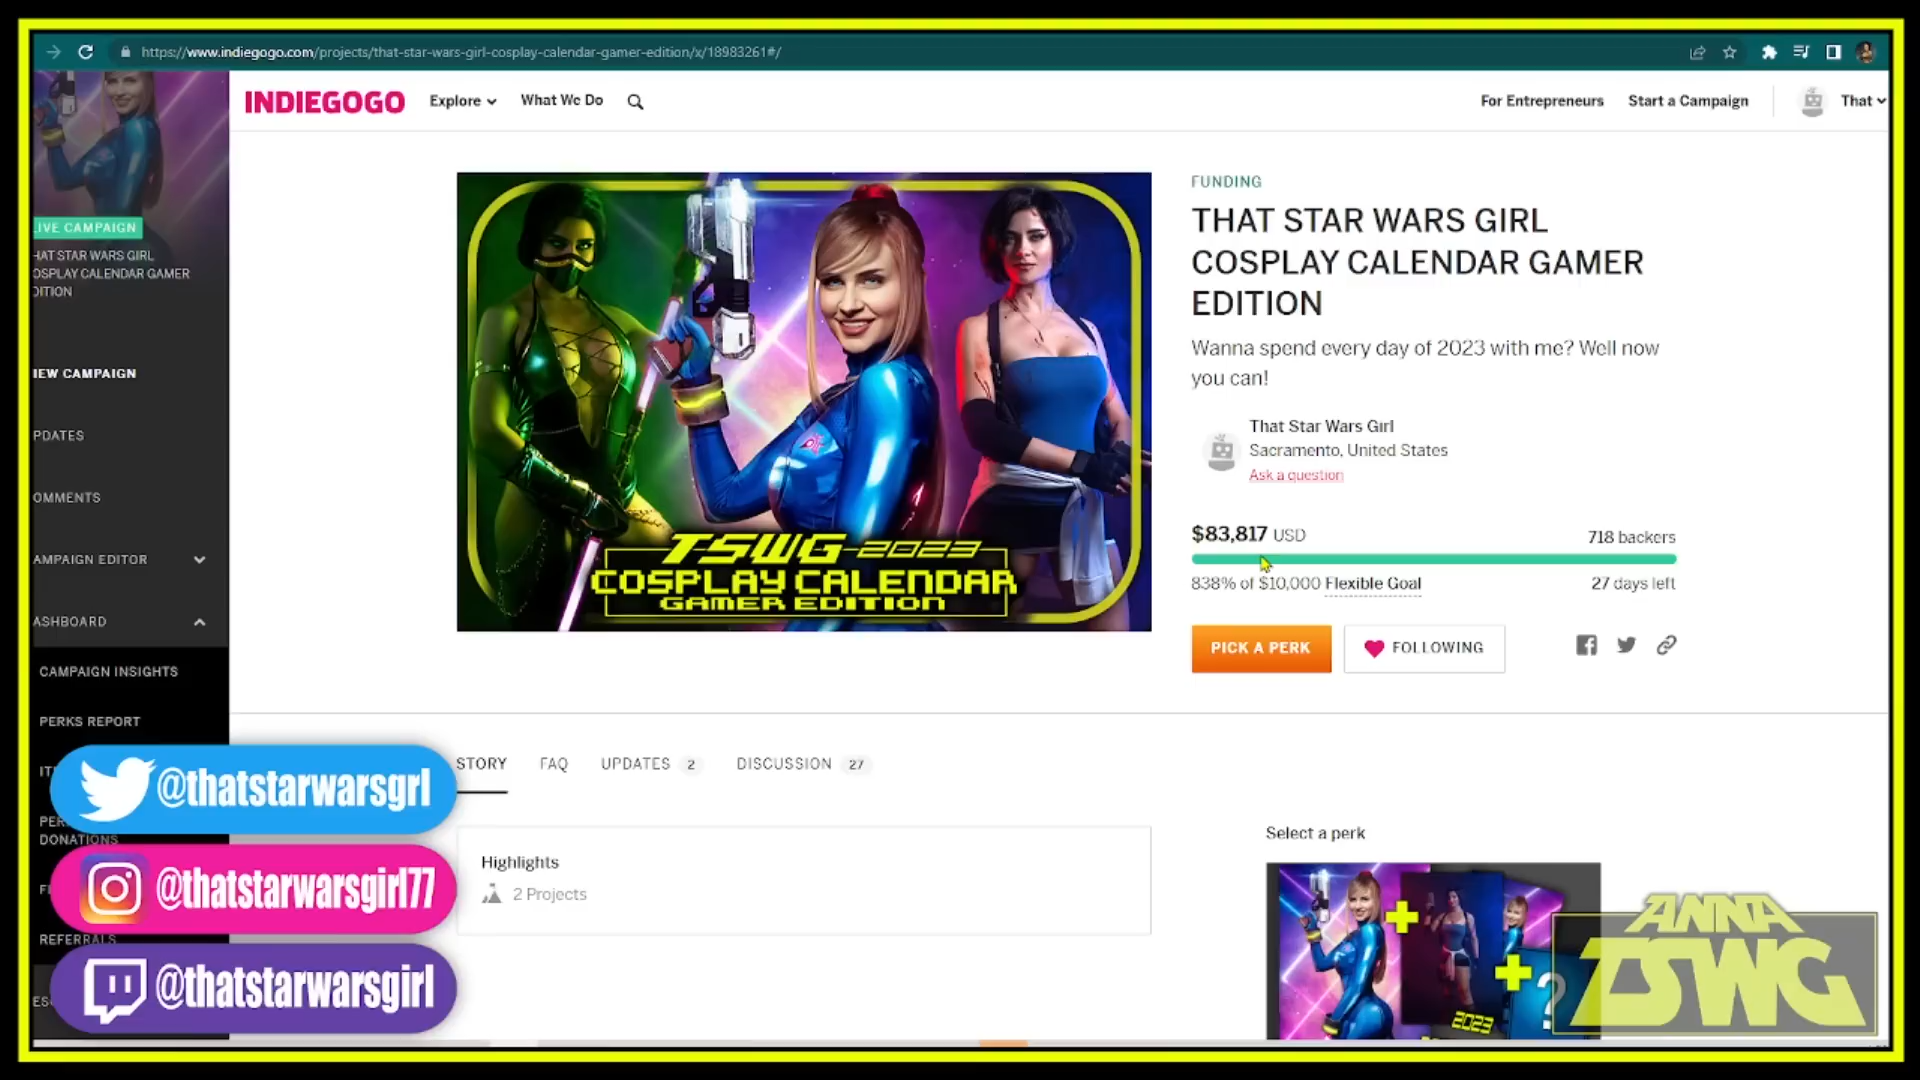 https://www.indiegogo.com/projects/that-star-wars-girl-cosplay-calendar-gamer-edition/x/18983261#/
INDIEGOGO
Explore
What We Do
For Entrepreneurs
Start a Campaign
That
IVE CAMPAIGN
HAT STAR WARS GIRL
OSPLAY CALENDAR GAMER
DITION
IEW CAMPAIGN
PDATES
OMMENTS
AMPAIGN EDITOR
ASHBOARD
CAMPAIGN INSIGHTS
PERKS REPORT
DONATIONS
REFERRALS
@thatstarwarsgrl
@thatstarwarsgirl77
@thatstarwarsgirl
TSWG-2023
COSPLAY CALENDAR
GAMER EDITION
FUNDING
THAT STAR WARS GIRL
COSPLAY CALENDAR GAMER
EDITION
Wanna spend every day of 2023 with me? Well now
you can!
That Star Wars Girl
Sacramento, United States
Ask a question
$83,817 USD
718 backers
838% of $10,000 Flexible Goal
27 days left
PICK A PERK
FOLLOWING
STORY
FAQ
UPDATES 2
DISCUSSION 27
Highlights
2 Projects
Select a perk
+
+
?
2023
ANNA
TSWG